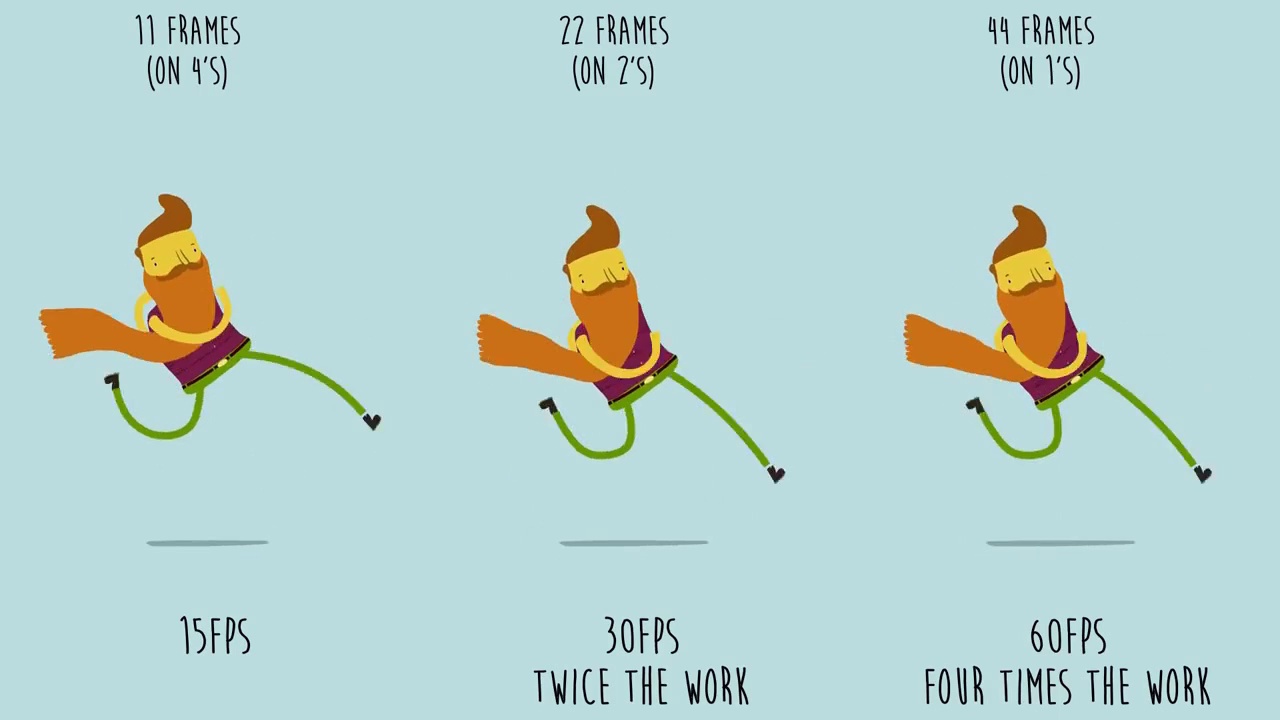 11 FRAMES
(ON 4'S)
22 FRAMES
(ON 2'S)
44 FRAMES
(ON 1'S)
15FPS
30FPS
TWICE THE WORK
60FPS
FOUR TIMES THE WORK